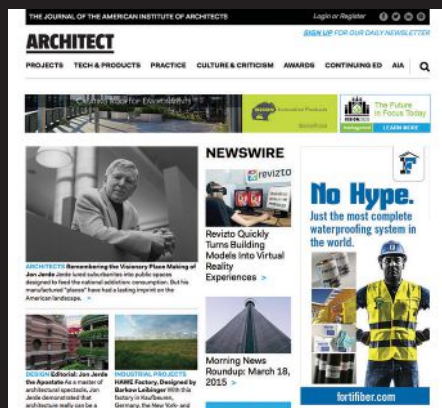 THE JOURNAL OF THE AMERICAN INSTITUTE OF ARCHITECTS
Login or Register
ARCHITECT
SIGN UP FOR OUR DAILY NEWSLETTER
PROJECTS TECH & PRODUCTS PRACTICE CULTURE & CRITICISM AWARDS CONTINUING ED AIA
The Future
in Focus Today
LEARN MORE
NEWSWIRE
revizto
Revizto Quickly
Turns Building
Models Into Virtual
Reality
Experiences >
Morning News
Roundup: March 18,
2015 >
No Hype.
Just the most complete
waterproofing system in
the world.
fortifiber.com
ARCHITECTS Remembering the Visionary Place Making of
Jon Jerde Jerde lured suburbanites into public spaces
designed to feed the national addiction: consumption. But his
manufactured "places" have had a lasting imprint on the
American landscape. >
DESIGN Editorial: Jon Jerde
the Apostate As a master of
architectural spectacle, Jon
Jerde demonstrated that
architecture really can be a
INDUSTRIAL PROJECTS
HAWE Factory, Designed by
Barkow Leibinger With this
factory in Kaufbeuren,
Germany, the New York- and